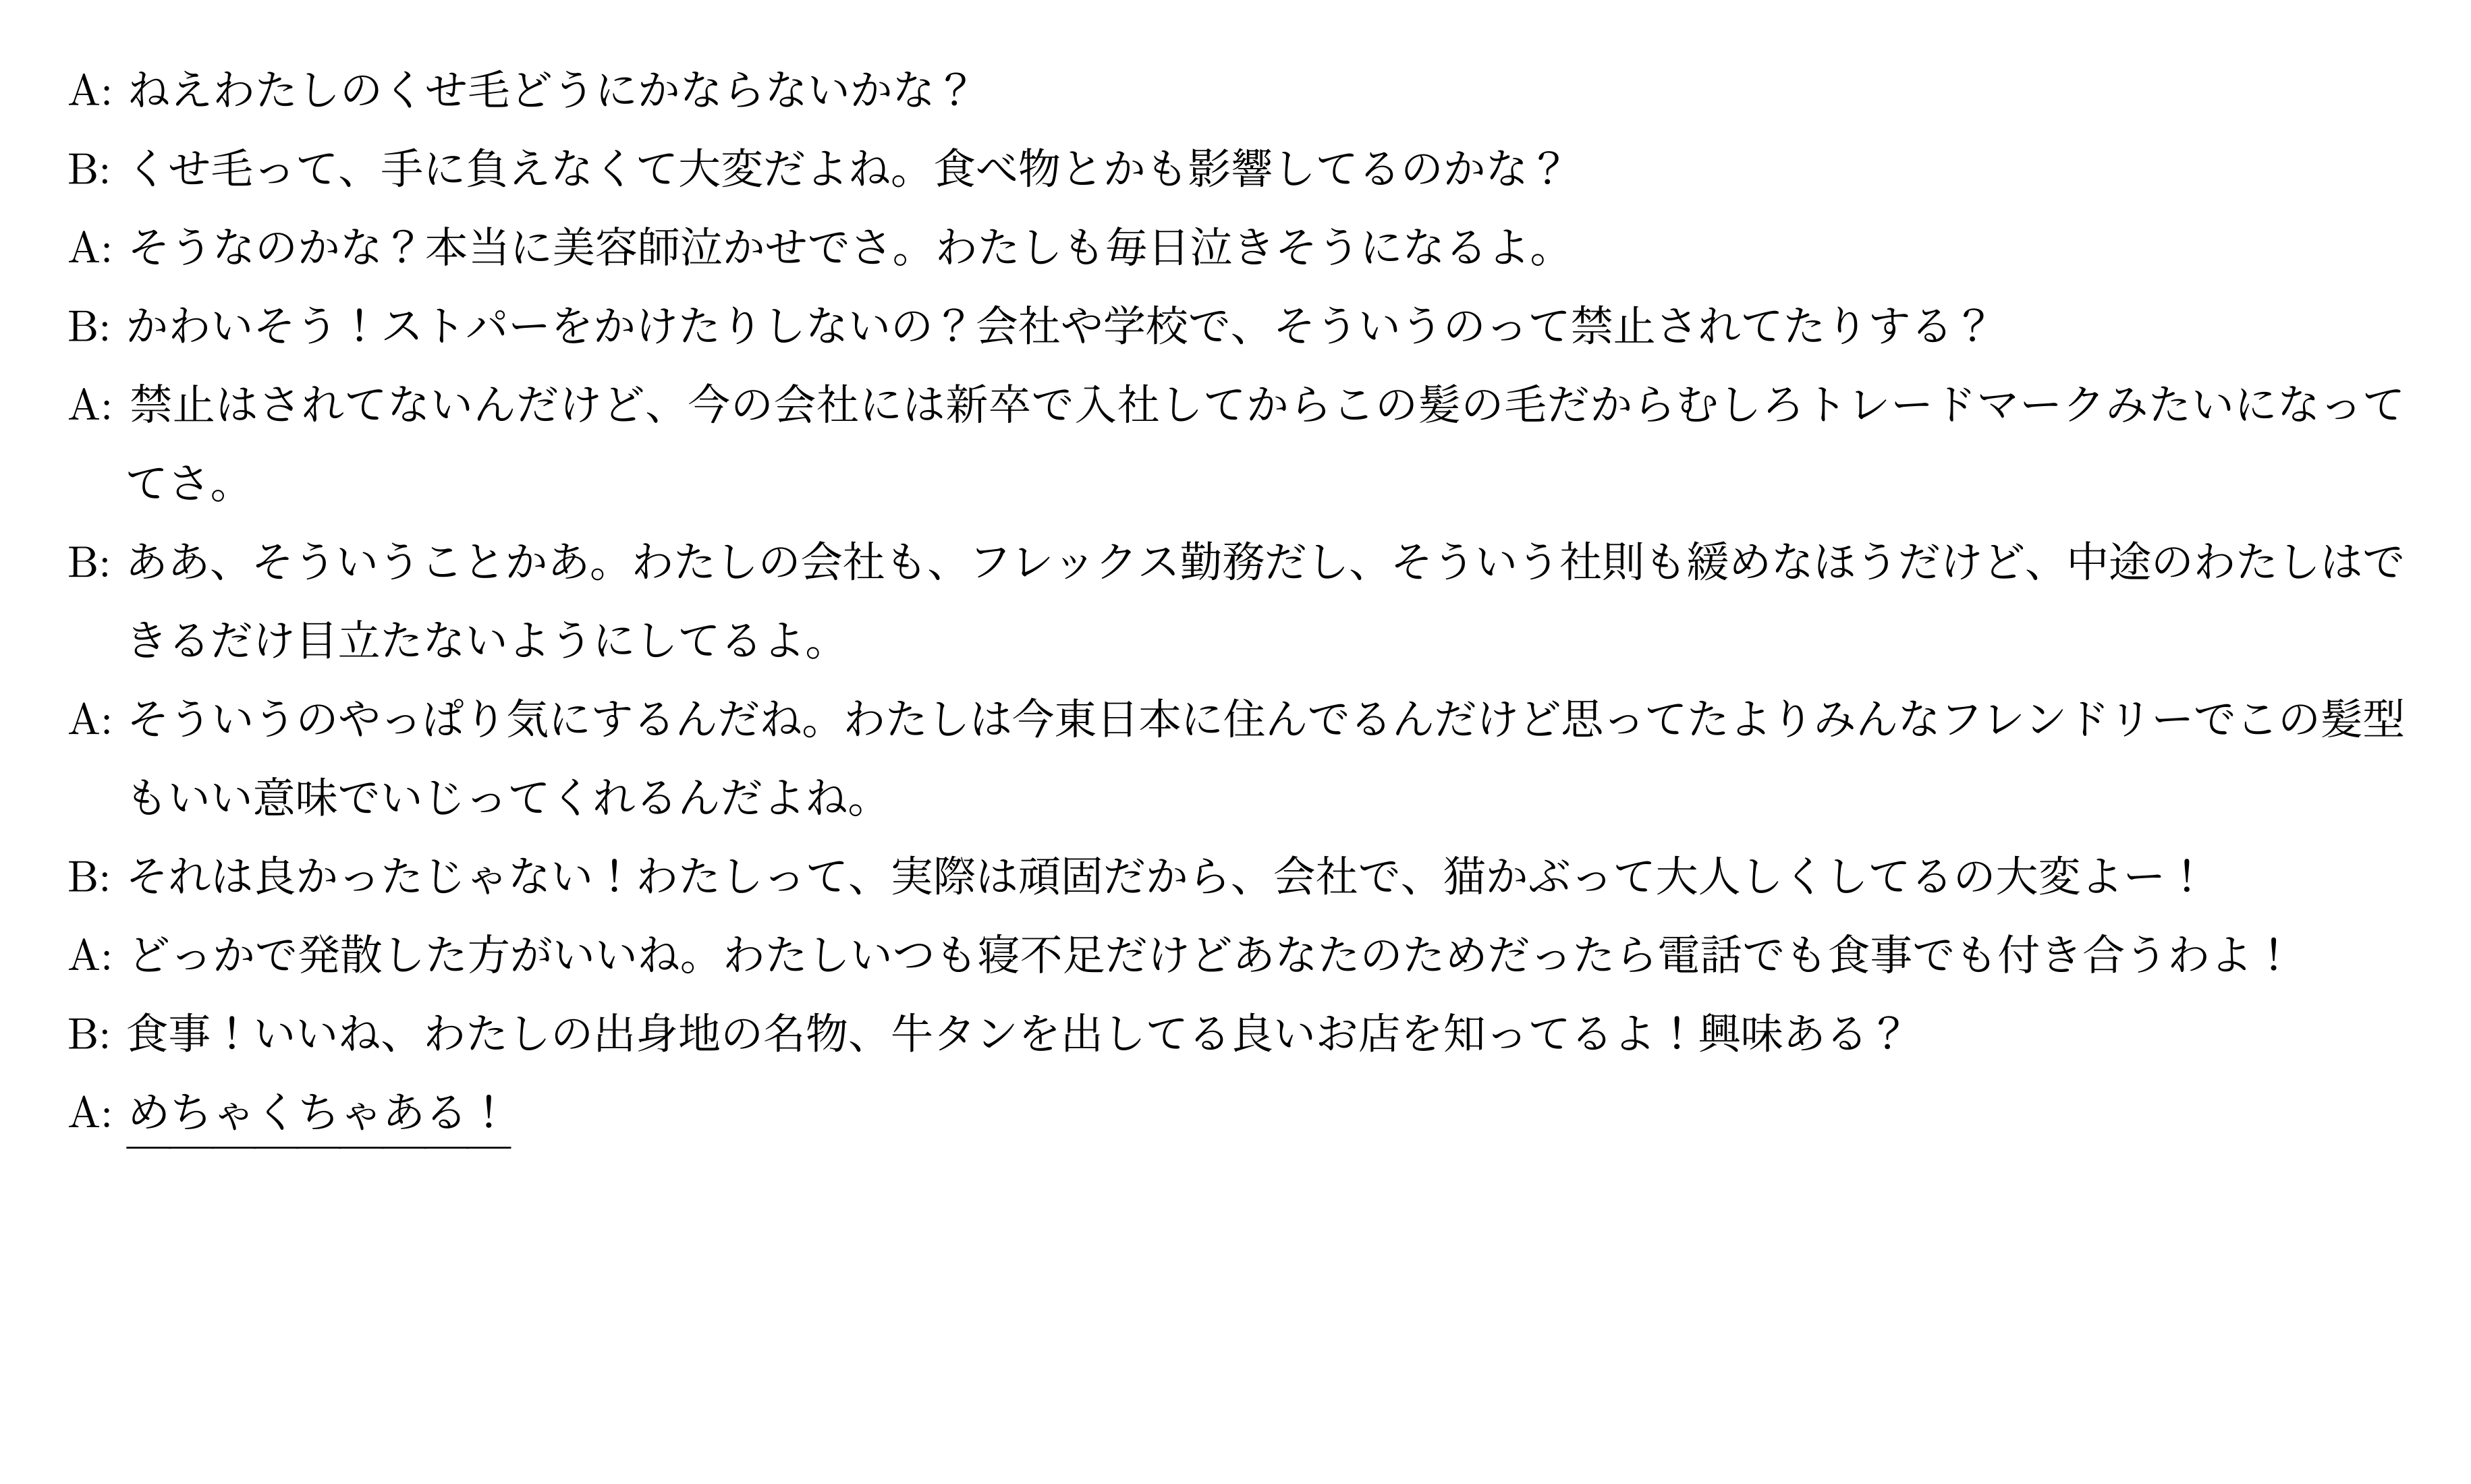 A: ねえわたしのくせ毛どうにかならないかな？
B: くせ毛って、手に負えなくて大変だよね。食べ物とかも影響してるのかな？
A: そうなのかな？本当に美容師泣かせでさ。わたしも毎日泣きそうになるよ。
B: かわいそう！ストパーをかけたりしないの？会社や学校で、そういうのって禁止されてたりする？
A: 禁止はされてないんだけど、今の会社には新卒で入社してからこの髪の毛だからむしろトレードマークみたいになって
てさ。
B: ああ、そういうことかあ。わたしの会社も、フレックス勤務だし、そういう社則も緩めなほうだけど、中途のわたしはで
きるだけ目立たないようにしてるよ。
A: そういうのやっぱり気にするんだね。わたしは今東日本に住んでるんだけど思ってたよりみんなフレンドリーでこの髪型
もいい意味でいじってくれるんだよね。
B: それは良かったじゃない！わたしって、実際は頑固だから、会社で、猫かぶって大人しくしてるの大変よー！
A: どっかで発散した方がいいね。わたしいつも寝不足だけどあなたのためだったら電話でも食事でも付き合うわよ！
B: 食事！いいね、わたしの出身地の名物、牛タンを出してる良いお店を知ってるよ！興味ある？
A: めちゃくちゃある！